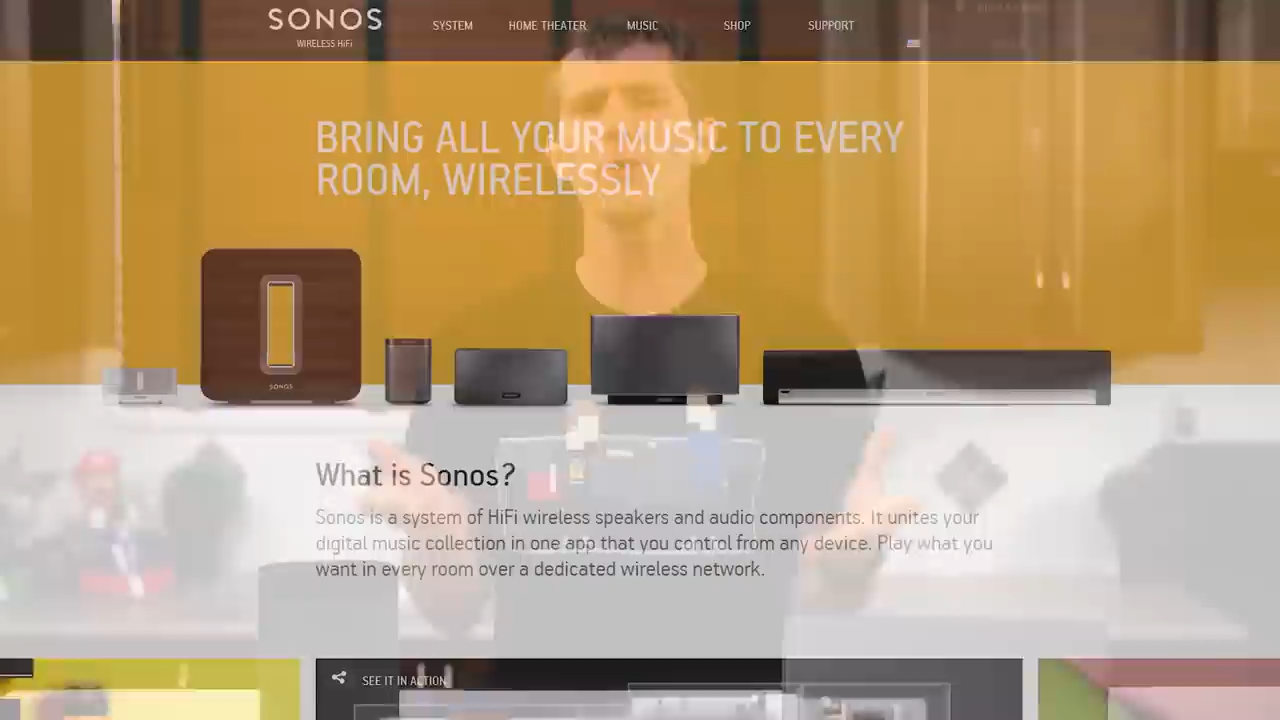 SONOS
WIRELESS HiFi
SYSTEM
HOME THEATER
MUSIC
SHOP
SUPPORT
BRING ALL YOUR MUSIC TO EVERY
ROOM, WIRELESSLY
SONOS
What is Sonos?
Sonos is a system of HiFi wireless speakers and audio components. It unites your
digital music collection in one app that you control from any device. Play what you
want in every room over a dedicated wireless network.
SEE IT IN ACTION